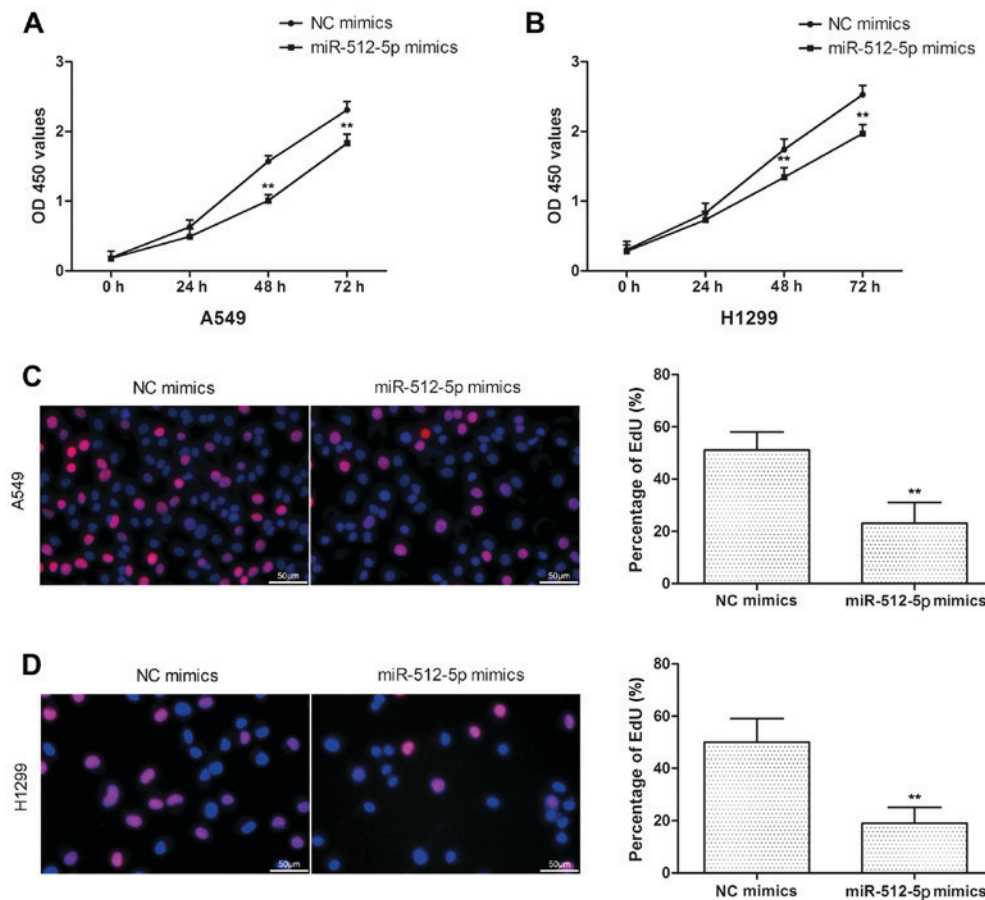 A
NC mimics
miR-512-5p mimics
OD 450 values
3
2
1
0
**
**
0 h 24 h 48 h 72 h
A549
B
NC mimics
miR-512-5p mimics
OD 450 values
3
2
1
0
**
**
0 h 24 h 48 h 72 h
H1299
C
NC mimics
miR-512-5p mimics
A549
50μm
50μm
Percentage of EdU (%)
80
60
40
20
0
**
NC mimics
miR-512-5p mimics
D
NC mimics
miR-512-5p mimics
H1299
50μm
50μm
Percentage of EdU (%)
80
60
40
20
0
**
NC mimics
miR-512-5p mimics